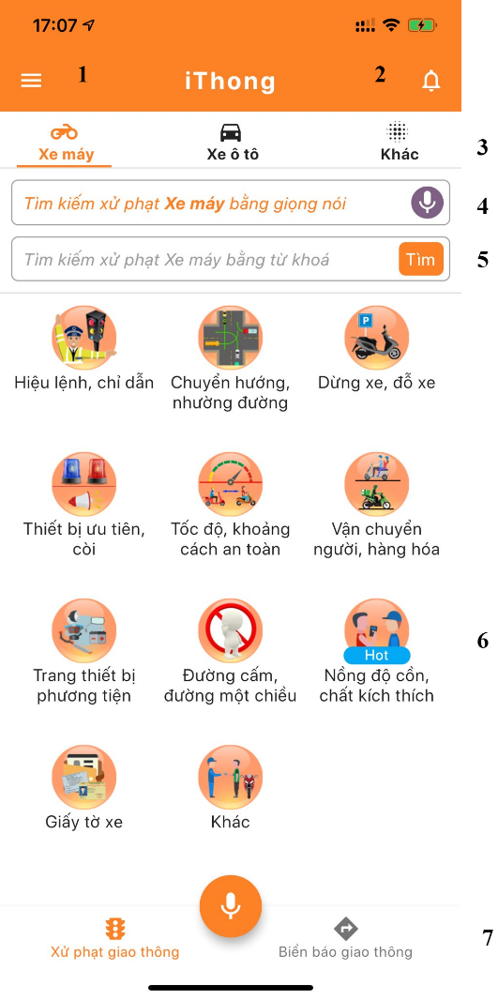 17:07
1
iThong
2
Xe máy
Xe ô tô
Khác
3
Tìm kiếm xử phạt Xe máy bằng giọng nói
4
Tìm kiếm xử phạt Xe máy bằng từ khoá
Tìm
5
P
Hiệu lệnh, chỉ dẫn
Chuyển hướng,
nhường đường
Dừng xe, đỗ xe
Thiết bị ưu tiên,
còi
Tốc độ, khoảng
cách an toàn
Vận chuyển
người, hàng hóa
6
Hot
Trang thiết bị
phương tiện
Đường cấm,
đường một chiều
Nồng độ cồn,
chất kích thích
Giấy tờ xe
Khác
Xử phạt giao thông
Biển báo giao thông
7